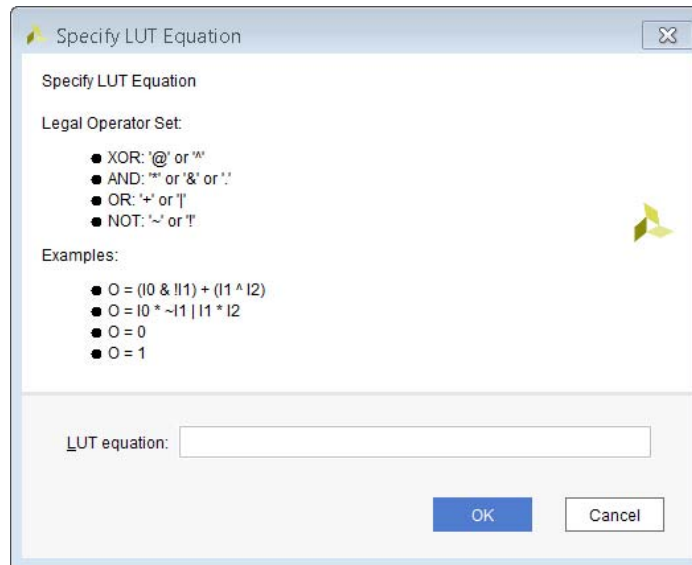 Specify LUT Equation
Specify LUT Equation
Legal Operator Set:
● XOR: '@' or '^'
● AND: '*' or '&' or '.'
● OR: '+' or '|'
● NOT: '~' or '!'
Examples:
● O = (I0 & !I1) + (I1 ^ I2)
● O = I0 * ~I1 | I1 * I2
● O = 0
● O = 1
LUT equation:
OK Cancel